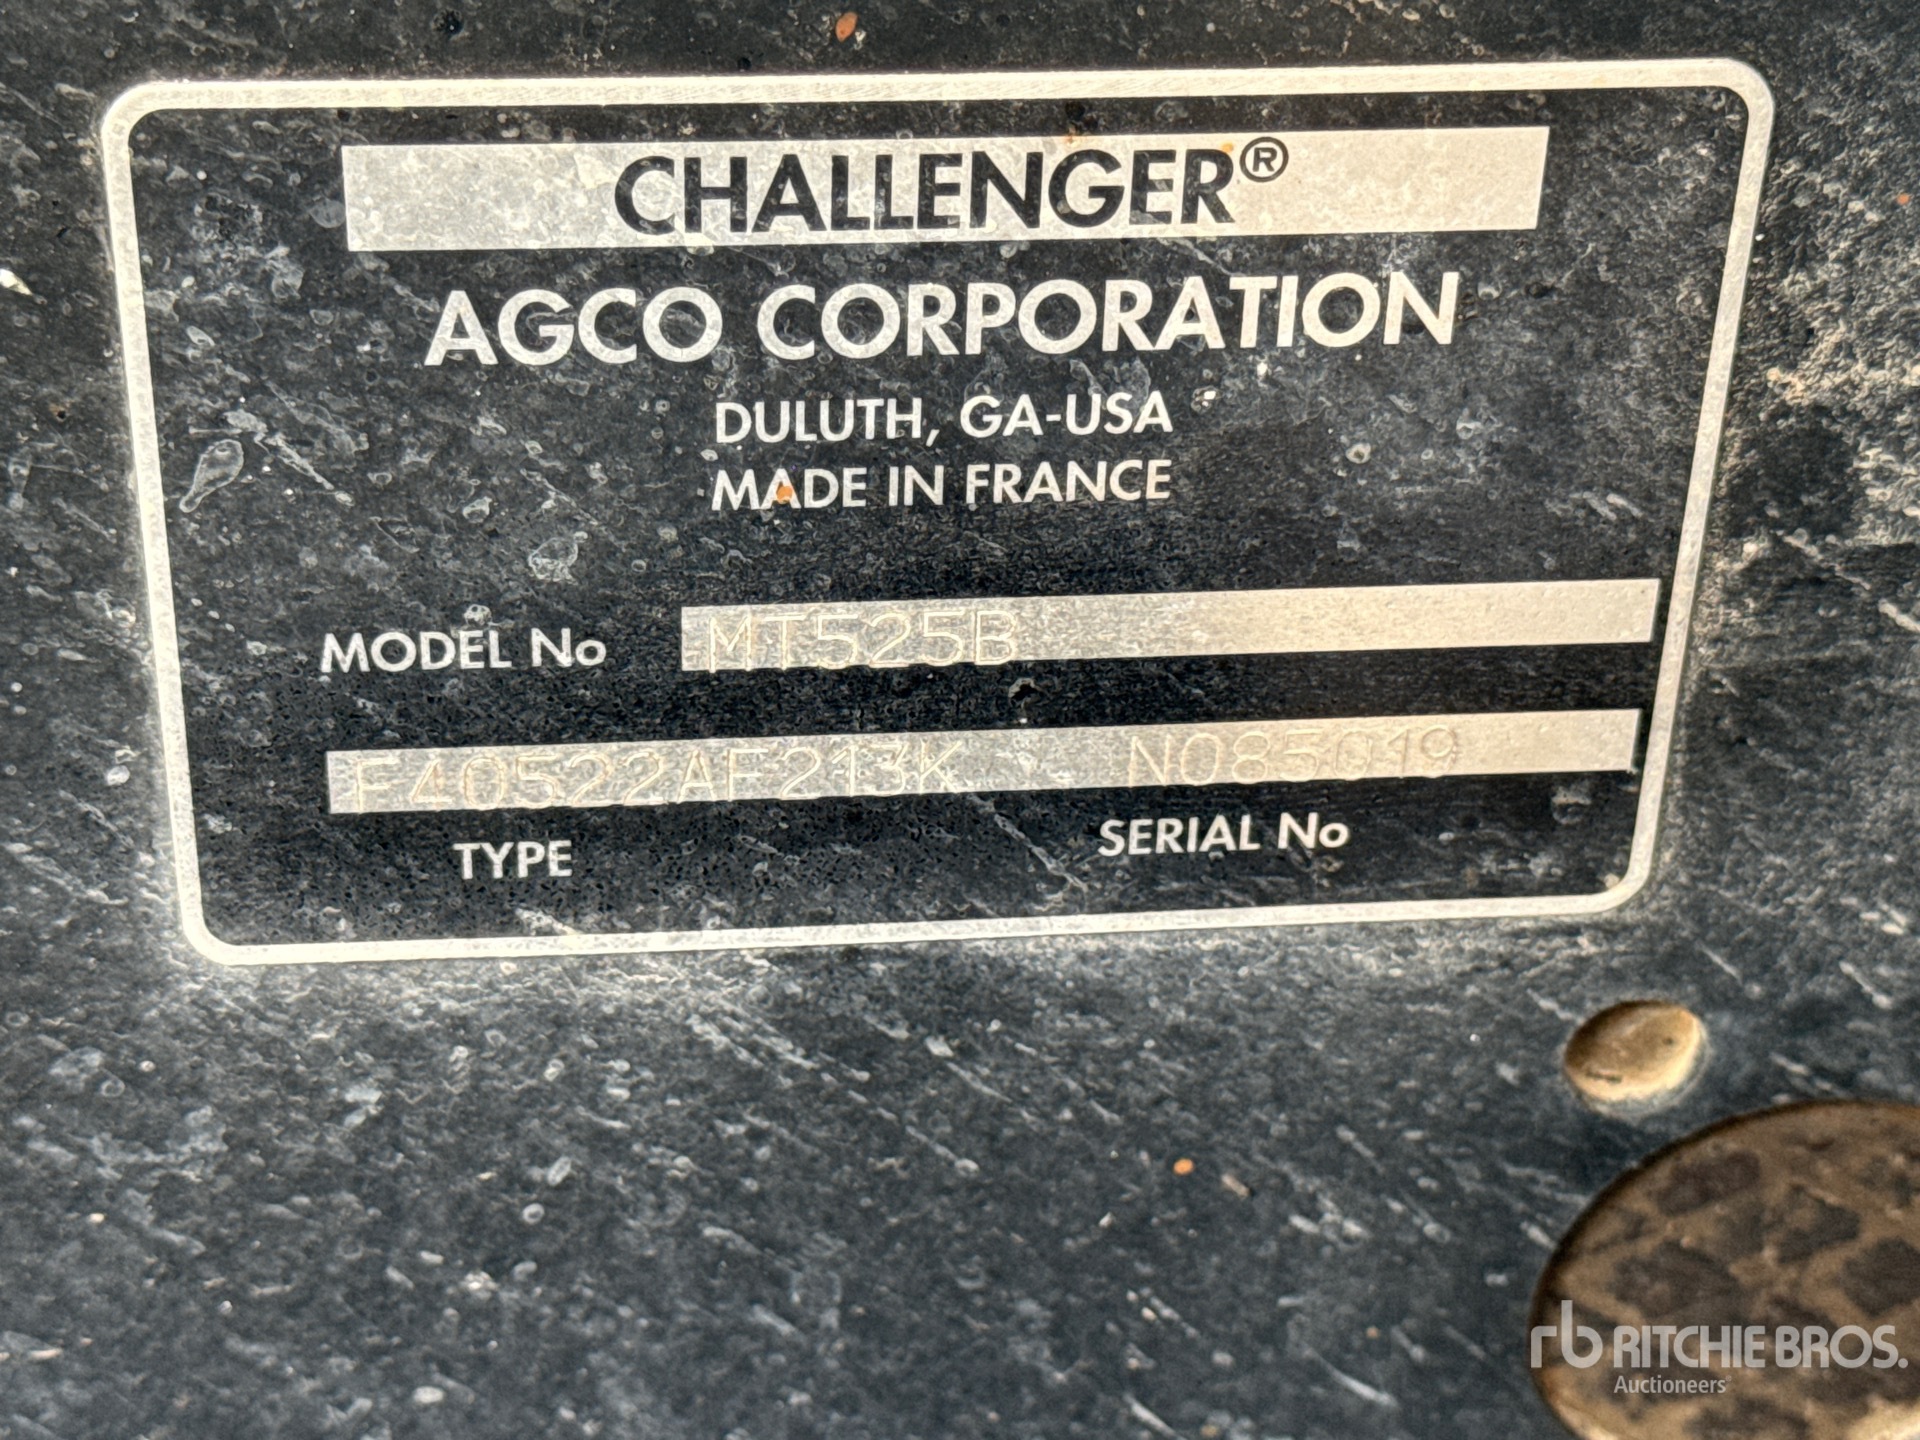 CHALLENGER®
AGCO CORPORATION
DULUTH, GA-USA
MADE IN FRANCE
MODEL No MT525B
F40522AF213K N085019
TYPE SERIAL No
rb RITCHIE BROS.
Auctioneers